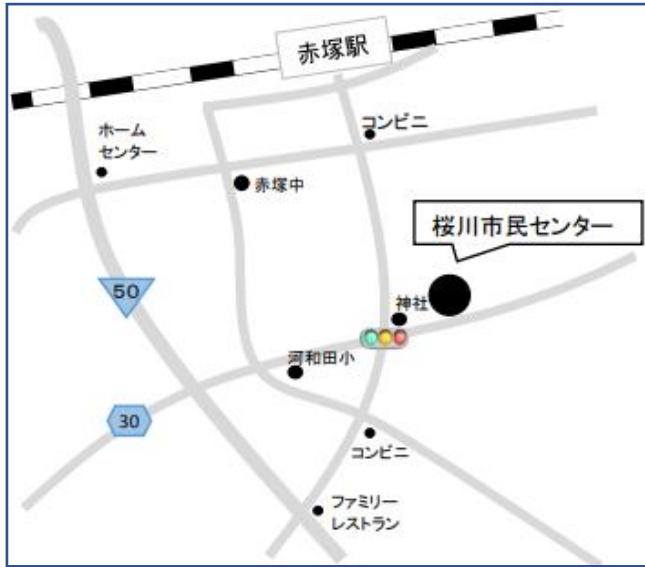 赤塚駅
コンビニ
ホーム
センター
赤塚中
桜川市民センター
50
神社
河和田小
30
コンビニ
ファミリー
レストラン